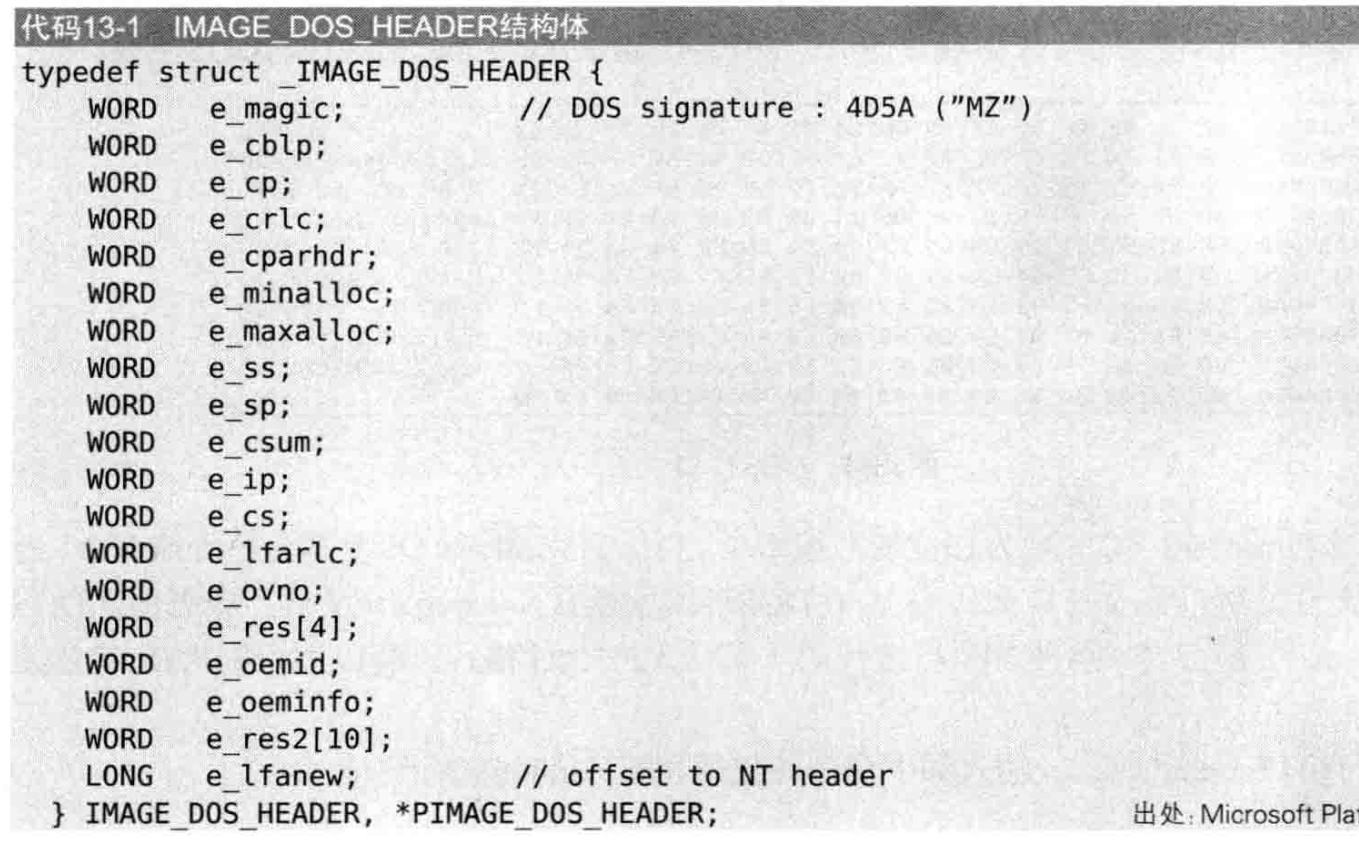 代码13-1 IMAGE_DOS_HEADER结构体
typedef struct _IMAGE_DOS_HEADER {
WORD e_magic; // DOS signature : 4D5A ("MZ")
WORD e_cblp;
WORD e_cp;
WORD e_crlc;
WORD e_cparhdr;
WORD e_minalloc;
WORD e_maxalloc;
WORD e_ss;
WORD e_sp;
WORD e_csum;
WORD e_ip;
WORD e_cs;
WORD e_lfarlc;
WORD e_ovno;
WORD e_res[4];
WORD e_oemid;
WORD e_oeminfo;
WORD e_res2[10];
LONG e_lfanew; // offset to NT header
} IMAGE_DOS_HEADER, *PIMAGE_DOS_HEADER;
出处: Microsoft Pla